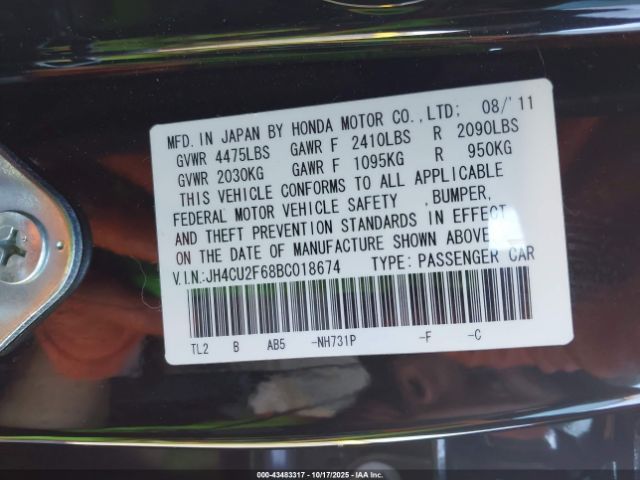 MFD. IN JAPAN BY HONDA MOTOR CO., LTD; 08/'11
GVWR 4475LBS GAWR F 2410LBS R 2090LBS
GVWR 2030KG GAWR F 1095KG R 950KG
THIS VEHICLE CONFORMS TO ALL APPLICABLE
FEDERAL MOTOR VEHICLE SAFETY , BUMPER,
AND THEFT PREVENTION STANDARDS IN EFFECT
ON THE DATE OF MANUFACTURE SHOWN ABOVE.
V.I.N.:JH4CU2F68BC018674 TYPE: PASSENGER CAR
TL2 B AB5 -NH731P -F -C
000-43483317 | 10/17/2025 | IAA, Inc.